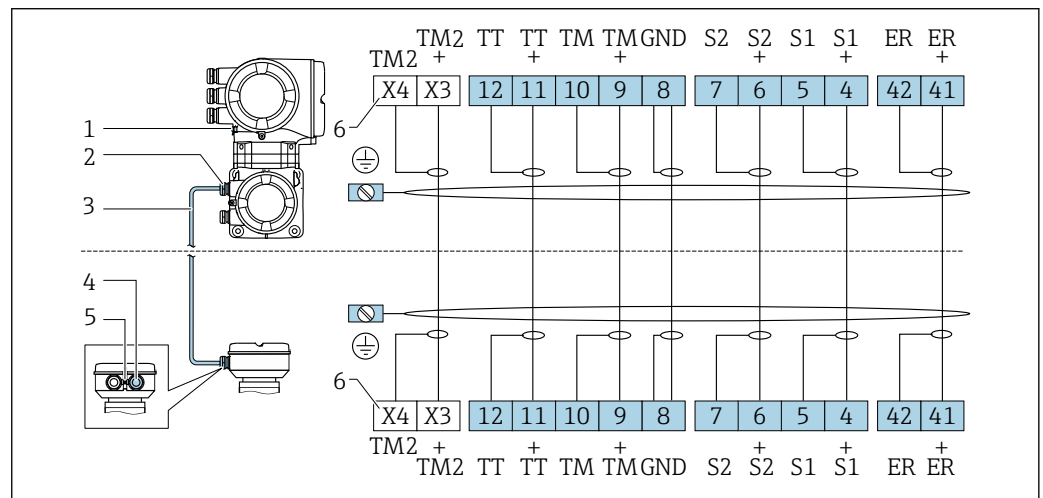 TM2 TT TT TM TM GND S2 S2 S1 S1 ER ER
TM2 + + + + + +
X4 X3 12 11 10 9 8 7 6 5 4 42 41
6
1
2
3
4
5
6
X4 X3 12 11 10 9 8 7 6 5 4 42 41
TM2 + + + + + +
TM2 TT TT TM TM GND S2 S2 S1 S1 ER ER